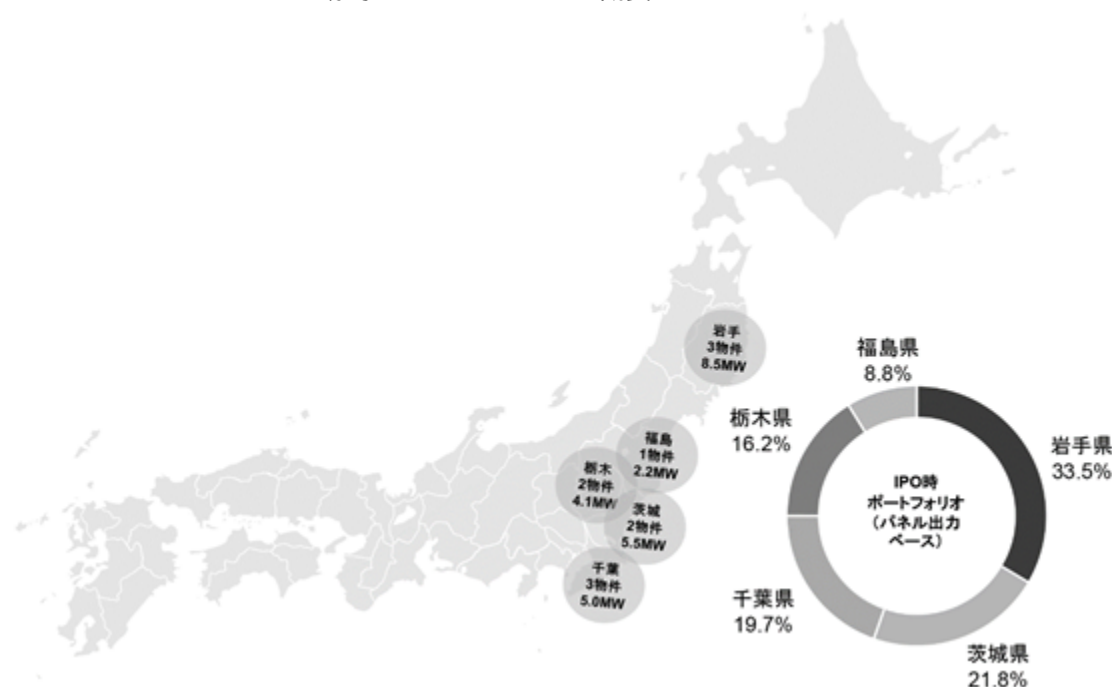 岩手
3物件
8.5MW
福島
1物件
2.2MW
栃木
2物件
4.1MW
茨城
2物件
5.5MW
千葉
3物件
5.0MW
福島県
8.8%
栃木県
16.2%
岩手県
33.5%
IPO時
ポートフォリオ
(パネル出力
ベース)
千葉県
19.7%
茨城県
21.8%